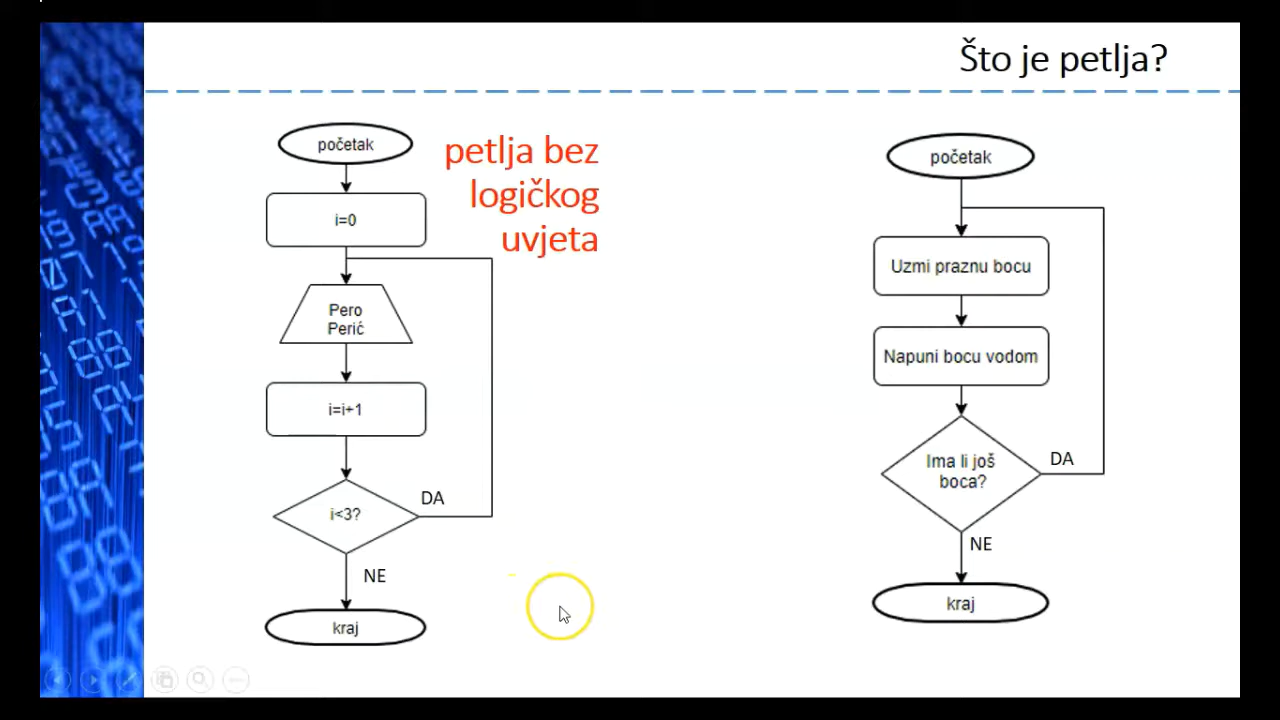 Što je petlja?
početak
i=0
Pero
Perić
i=i+1
i<3?
DA
NE
kraj
petlja bez
logičkog
uvjeta
početak
Uzmi praznu bocu
Napuni bocu vodom
Ima li još
boca?
DA
NE
kraj